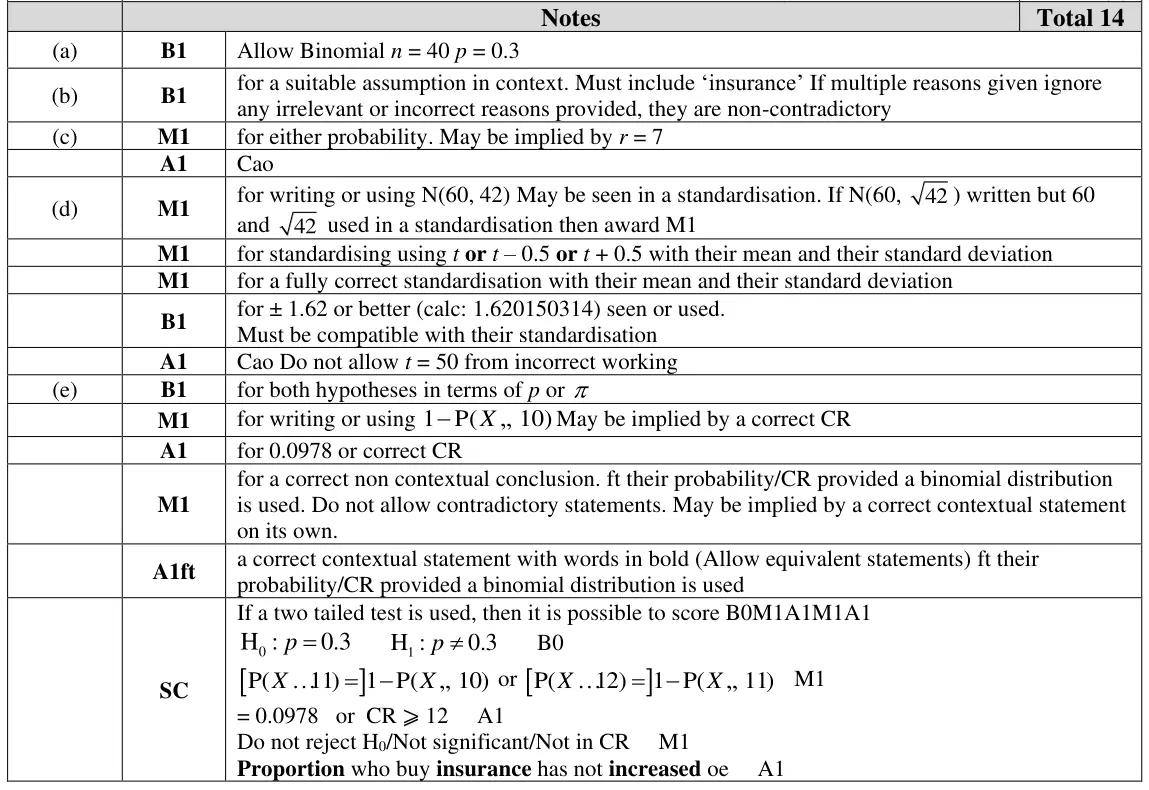 Notes Total 14
(a) B1 Allow Binomial n = 40 p = 0.3
(b) B1 for a suitable assumption in context. Must include ‘insurance’ If multiple reasons given ignore
any irrelevant or incorrect reasons provided, they are non-contradictory
(c) M1 for either probability. May be implied by r = 7
A1 Cao
(d) M1 for writing or using N(60, 42) May be seen in a standardisation. If N(60, √42 ) written but 60
and √42 used in a standardisation then award M1
M1 for standardising using t or t – 0.5 or t + 0.5 with their mean and their standard deviation
M1 for a fully correct standardisation with their mean and their standard deviation
B1 for ± 1.62 or better (calc: 1.620150314) seen or used.
Must be compatible with their standardisation
A1 Cao Do not allow t = 50 from incorrect working
(e) B1 for both hypotheses in terms of p or π
M1 for writing or using 1 – P(X ,, 10) May be implied by a correct CR
A1 for 0.0978 or correct CR
M1 for a correct non contextual conclusion. ft their probability/CR provided a binomial distribution
is used. Do not allow contradictory statements. May be implied by a correct contextual statement
on its own.
A1ft a correct contextual statement with words in bold (Allow equivalent statements) ft their
probability/CR provided a binomial distribution is used
SC If a two tailed test is used, then it is possible to score B0M1A1M1A1
H₀ : p = 0.3 H₁ : p ≠ 0.3 B0
[P(X …11) =]1 – P(X ,, 10) or [P(X …12) =]1 – P(X ,, 11) M1
= 0.0978 or CR ⩾ 12 A1
Do not reject H₀/Not significant/Not in CR M1
Proportion who buy insurance has not increased oe A1